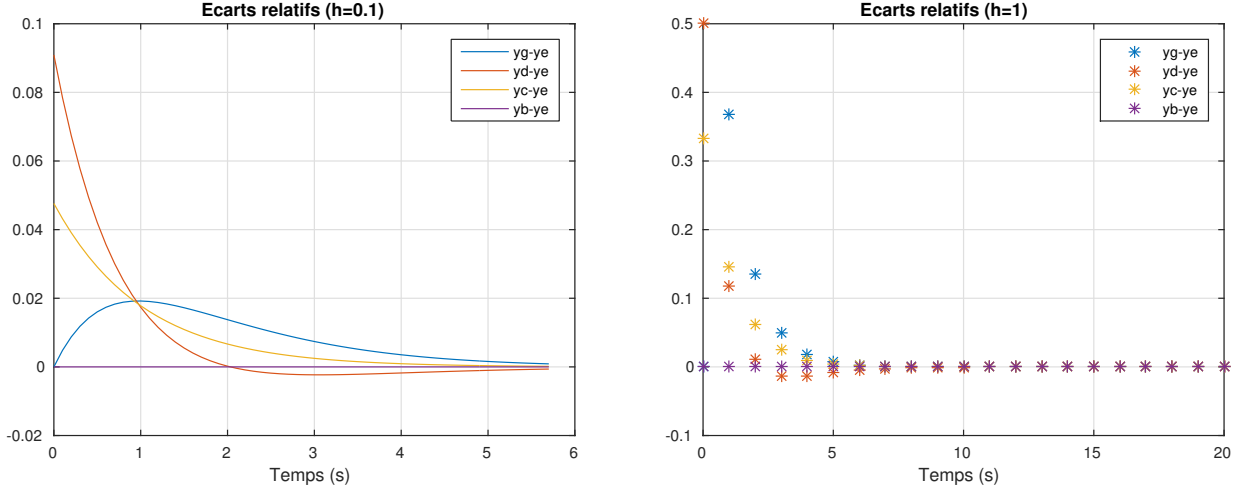 Ecarts relatifs (h=0.1)
0.1
0.08
0.06
0.04
0.02
0
-0.02
0 1 2 3 4 5 6
Temps (s)
yg-ye
yd-ye
yc-ye
yb-ye
Ecarts relatifs (h=1)
0.5
0.4
0.3
0.2
0.1
0
-0.1
0 5 10 15 20
Temps (s)
yg-ye
yd-ye
yc-ye
yb-ye